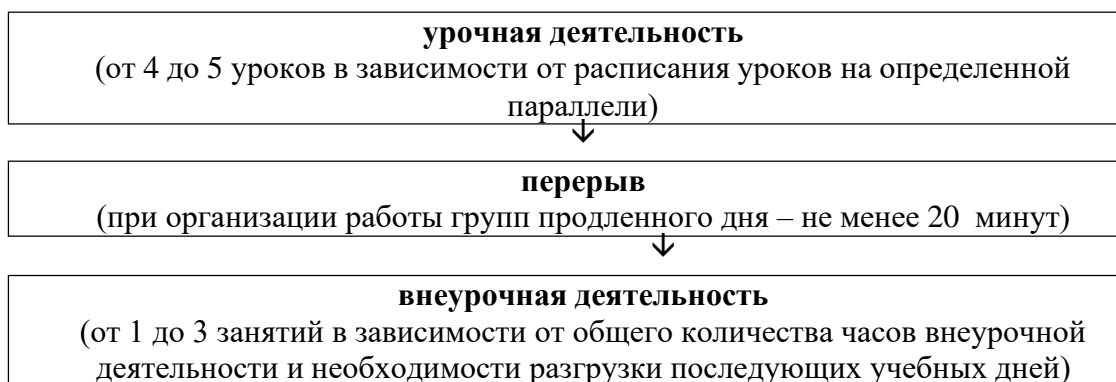 урочная деятельность
(от 4 до 5 уроков в зависимости от расписания уроков на определенной
параллели)
перерыв
(при организации работы групп продленного дня – не менее 20 минут)
внеурочная деятельность
(от 1 до 3 занятий в зависимости от общего количества часов внеурочной
деятельности и необходимости разгрузки последующих учебных дней)